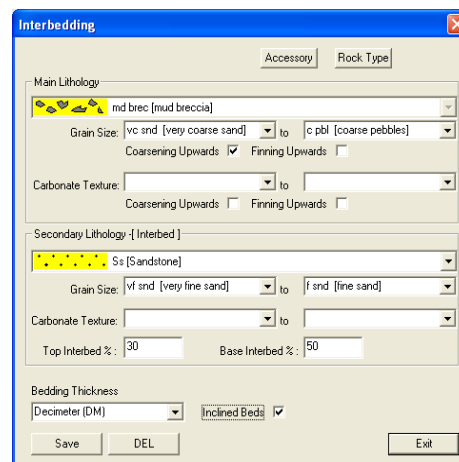 Interbedding
Accessory Rock Type
Main Lithology
md brec [mud breccia]
Grain Size: vc snd [very coarse sand] to c pbl [coarse pebbles]
Coarsening Upwards Finning Upwards
Carbonate Texture: to
Coarsening Upwards Finning Upwards
Secondary Lithology -[ Interbed ]
Ss [Sandstone]
Grain Size: vf snd [very fine sand] to f snd [fine sand]
Carbonate Texture: to
Top Interbed % : 30 Base Interbed % : 50
Bedding Thickness
Decimeter (DM) Inclined Beds
Save DEL Exit